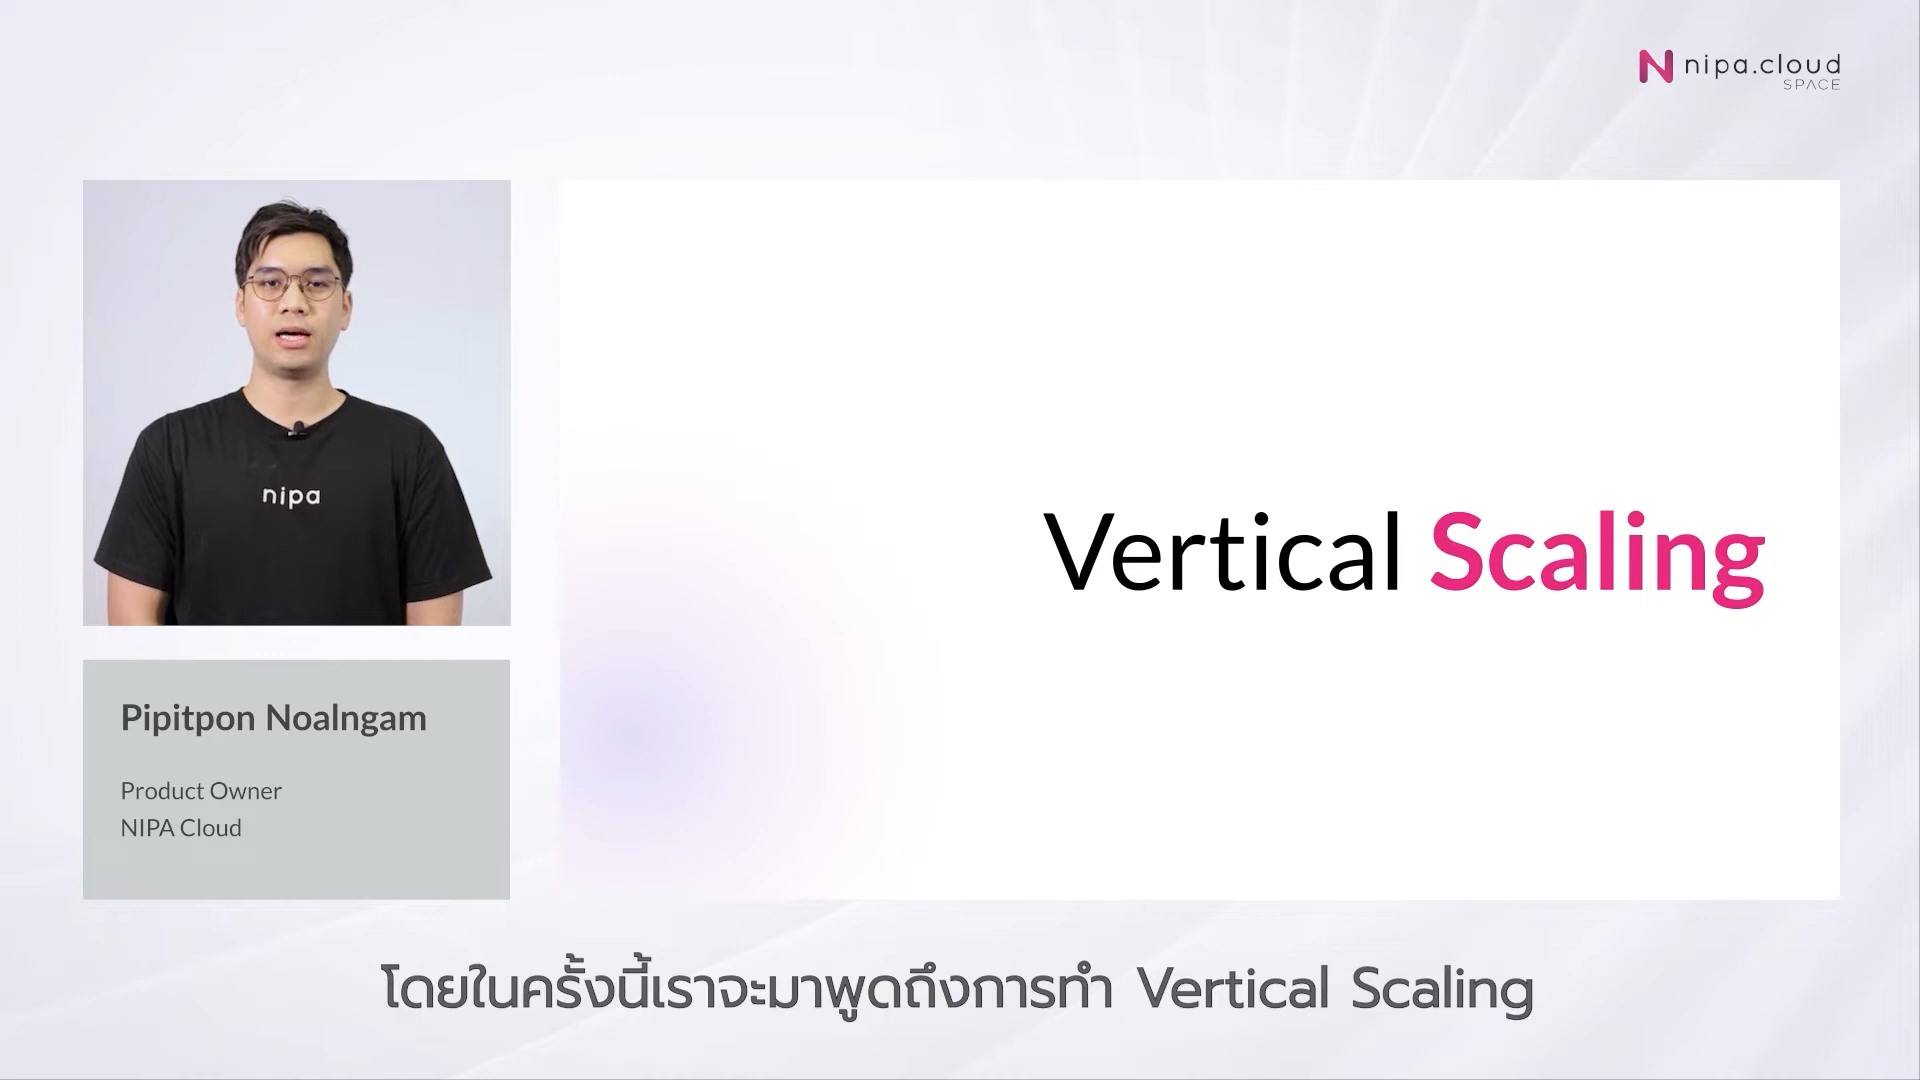 nipa.cloud
SPACE
nipa
Vertical Scaling
Pipitpon Noalngam
Product Owner
NIPA Cloud
โดยในครั้งนี้เราจะมาพูดถึงการทำ Vertical Scaling